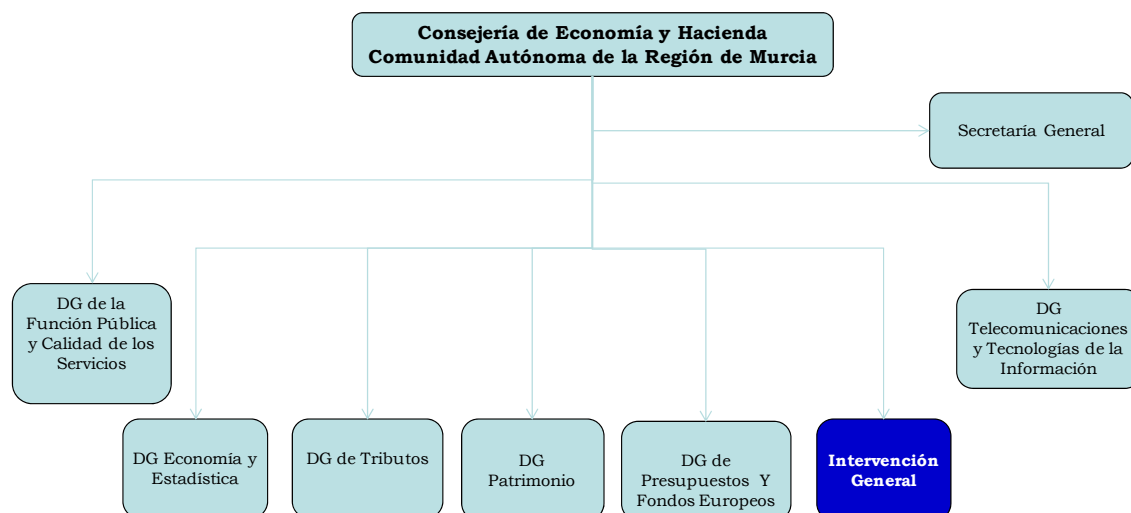 Consejería de Economía y Hacienda
Comunidad Autónoma de la Región de Murcia
Secretaría General
DG de la
Función Pública
y Calidad de los
Servicios
DG
Telecomunicaciones
y Tecnologías de la
Información
DG Economía y
Estadística
DG de Tributos
DG
Patrimonio
DG de
Presupuestos Y
Fondos Europeos
Intervención
General